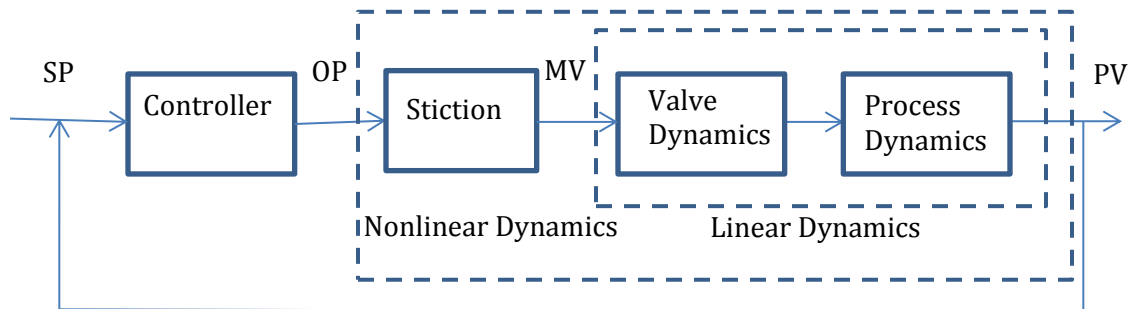 SP
Controller
OP
Stiction
MV
Valve
Dynamics
Process
Dynamics
PV
Nonlinear Dynamics
Linear Dynamics